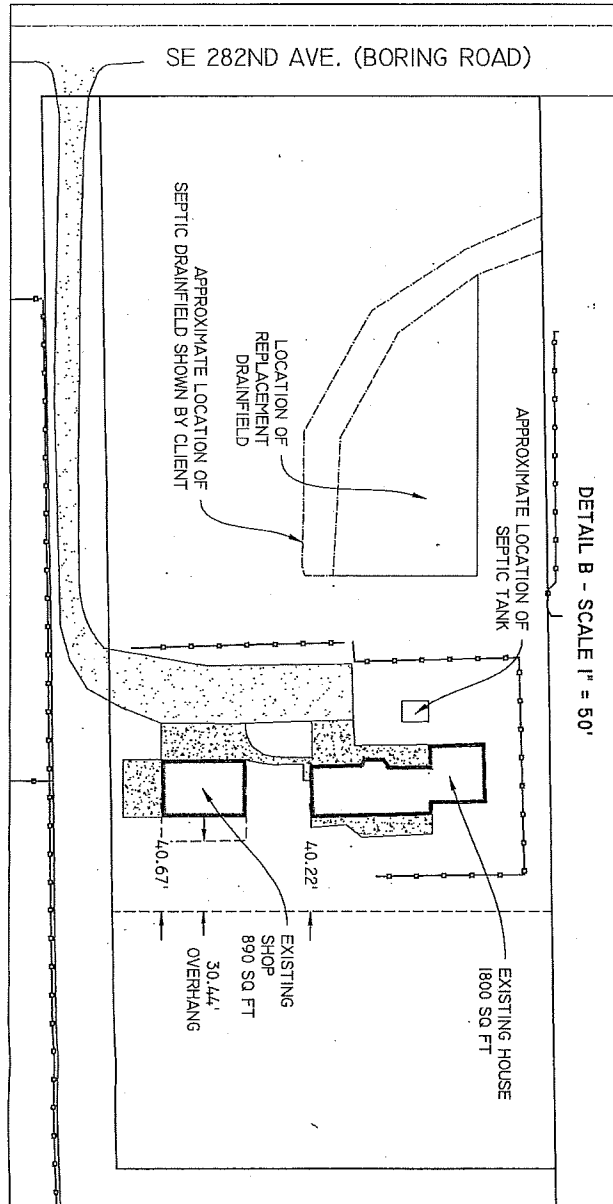 SE 282ND AVE. (BORING ROAD)
DETAIL B - SCALE 1" = 50'
APPROXIMATE LOCATION OF
SEPTIC TANK
LOCATION OF
REPLACEMENT
DRAINFIELD
APPROXIMATE LOCATION OF
SEPTIC DRAINFIELD SHOWN BY CLIENT
EXISTING HOUSE
1800 SQ FT
40.22'
40.67'
EXISTING
SHOP
890 SQ FT
30.44'
OVERHANG